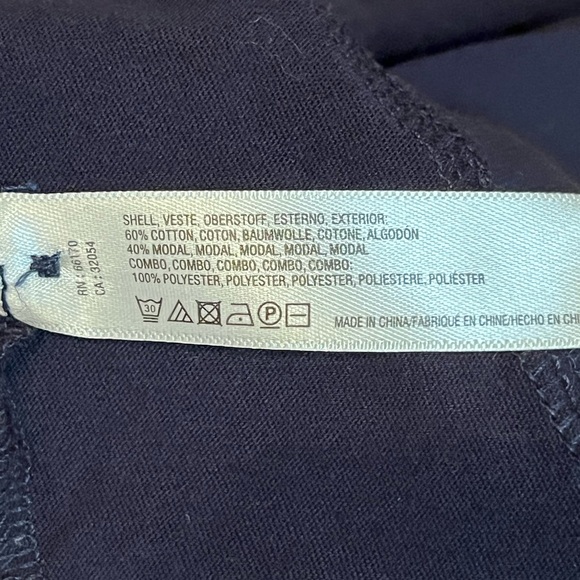 SHELL, VESTE, OBERSTOFF, ESTERNO, EXTERIOR:
60% COTTON, COTON, BAUMWOLLE, COTONE, ALGODÓN
40% MODAL, MODAL, MODAL, MODAL, MODAL
COMBO, COMBO, COMBO, COMBO, COMBO:
100% POLYESTER, POLYESTER, POLYESTER, POLIESTERE, POLIÉSTER
30
P
MADE IN CHINA/FABRIQUÉ EN CHINE/HECHO EN CHI
RN: 66170
CA: 32054